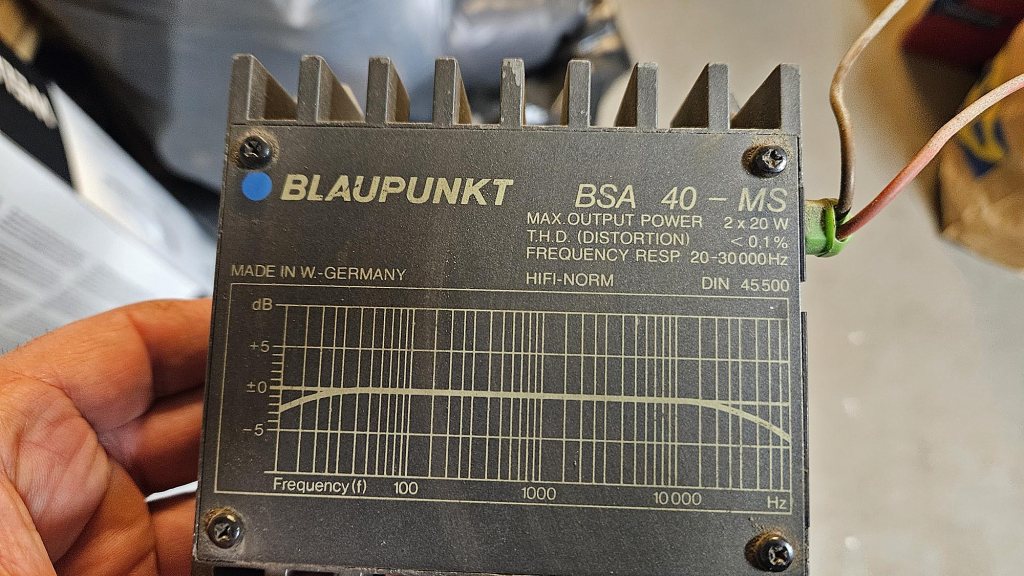 BLAUPUNKT
BSA 40 – MS
MAX. OUTPUT POWER 2 x 20 W
T.H.D. (DISTORTION) < 0,1 %
FREQUENCY RESP 20-30000Hz
MADE IN W.-GERMANY
HIFI-NORM DIN 45500
dB
+5
±0
-5
Frequency (f) 100 1000 10000 Hz